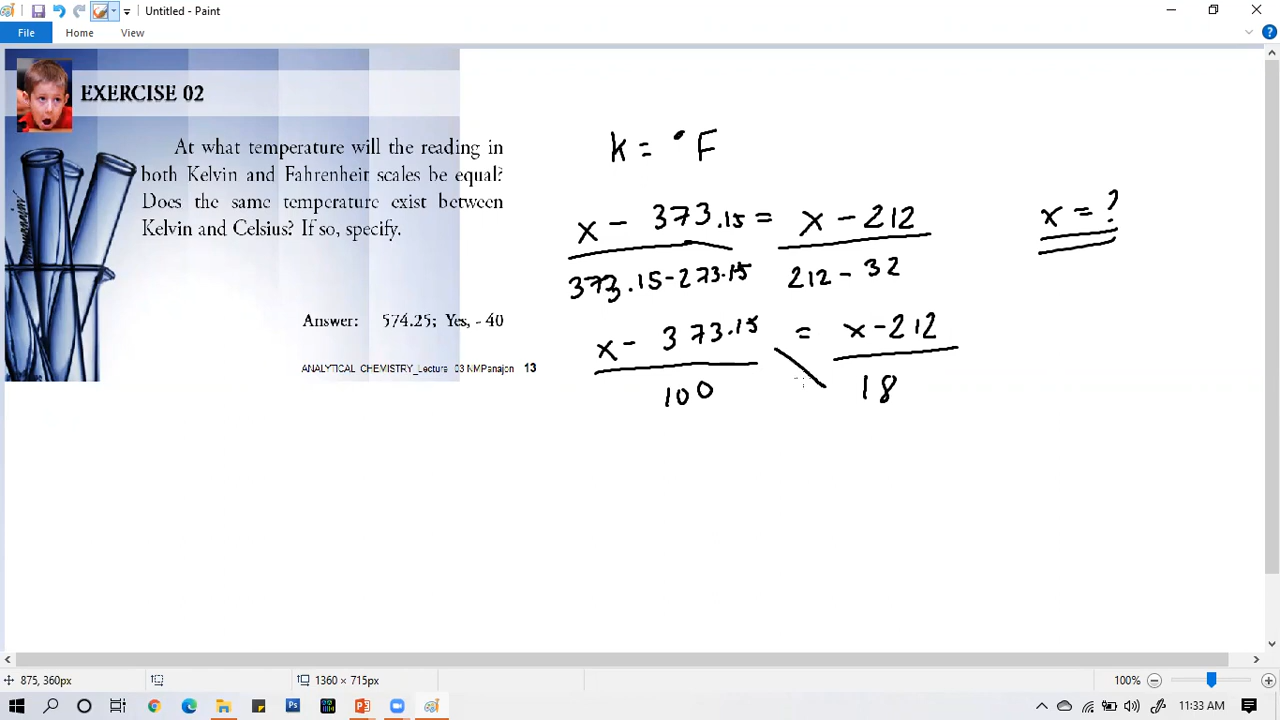 Untitled - Paint
File Home View
EXERCISE 02
At what temperature will the reading in
both Kelvin and Fahrenheir scales be equal?
Does the same temperature exist between
Kelvin and Celsius? If so, specify.
Answer: 574.25; Yes, - 40
ANALYTICAL CHEMISTRY_Lecture 03 NMPanajon 13
K = °F
x - 373.15 = x - 212
373.15-273.15 212 - 32
x - 373.15 = x - 212
100 18
x = ?
875, 360px 1360 × 715px 100%
11:33 AM